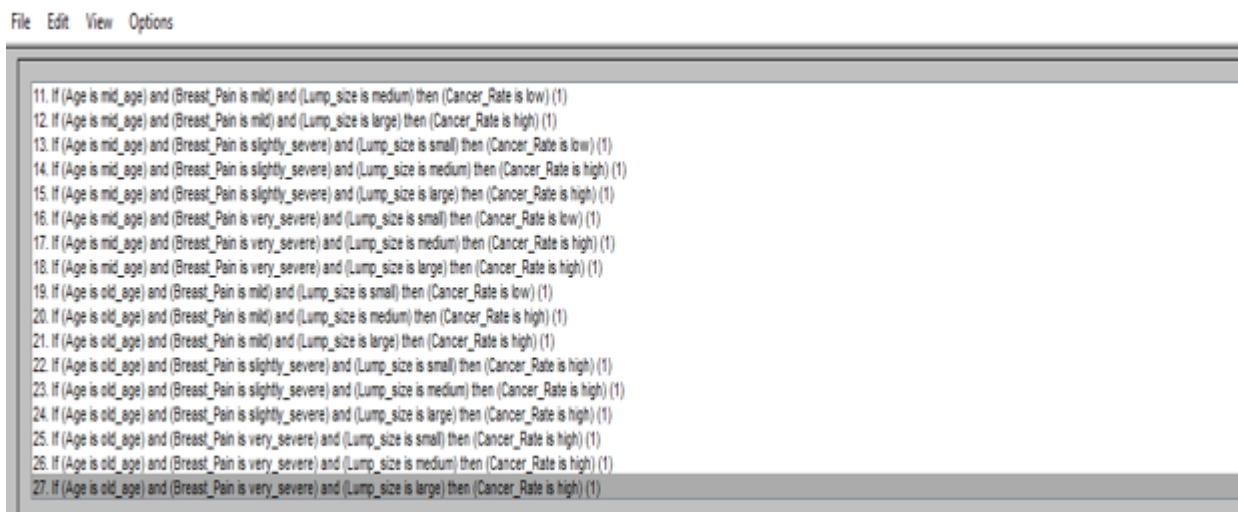 File Edit View Options
11. If (Age is mid_age) and (Breast_Pain is mild) and (Lump_size is medium) then (Cancer_Rate is low) (1)
12. If (Age is mid_age) and (Breast_Pain is mild) and (Lump_size is large) then (Cancer_Rate is high) (1)
13. If (Age is mid_age) and (Breast_Pain is slightly_severe) and (Lump_size is small) then (Cancer_Rate is low) (1)
14. If (Age is mid_age) and (Breast_Pain is slightly_severe) and (Lump_size is medium) then (Cancer_Rate is high) (1)
15. If (Age is mid_age) and (Breast_Pain is slightly_severe) and (Lump_size is large) then (Cancer_Rate is high) (1)
16. If (Age is mid_age) and (Breast_Pain is very_severe) and (Lump_size is small) then (Cancer_Rate is low) (1)
17. If (Age is mid_age) and (Breast_Pain is very_severe) and (Lump_size is medium) then (Cancer_Rate is high) (1)
18. If (Age is mid_age) and (Breast_Pain is very_severe) and (Lump_size is large) then (Cancer_Rate is high) (1)
19. If (Age is old_age) and (Breast_Pain is mild) and (Lump_size is small) then (Cancer_Rate is low) (1)
20. If (Age is old_age) and (Breast_Pain is mild) and (Lump_size is medium) then (Cancer_Rate is high) (1)
21. If (Age is old_age) and (Breast_Pain is mild) and (Lump_size is large) then (Cancer_Rate is high) (1)
22. If (Age is old_age) and (Breast_Pain is slightly_severe) and (Lump_size is small) then (Cancer_Rate is high) (1)
23. If (Age is old_age) and (Breast_Pain is slightly_severe) and (Lump_size is medium) then (Cancer_Rate is high) (1)
24. If (Age is old_age) and (Breast_Pain is slightly_severe) and (Lump_size is large) then (Cancer_Rate is high) (1)
25. If (Age is old_age) and (Breast_Pain is very_severe) and (Lump_size is small) then (Cancer_Rate is high) (1)
26. If (Age is old_age) and (Breast_Pain is very_severe) and (Lump_size is medium) then (Cancer_Rate is high) (1)
27. If (Age is old_age) and (Breast_Pain is very_severe) and (Lump_size is large) then (Cancer_Rate is high) (1)